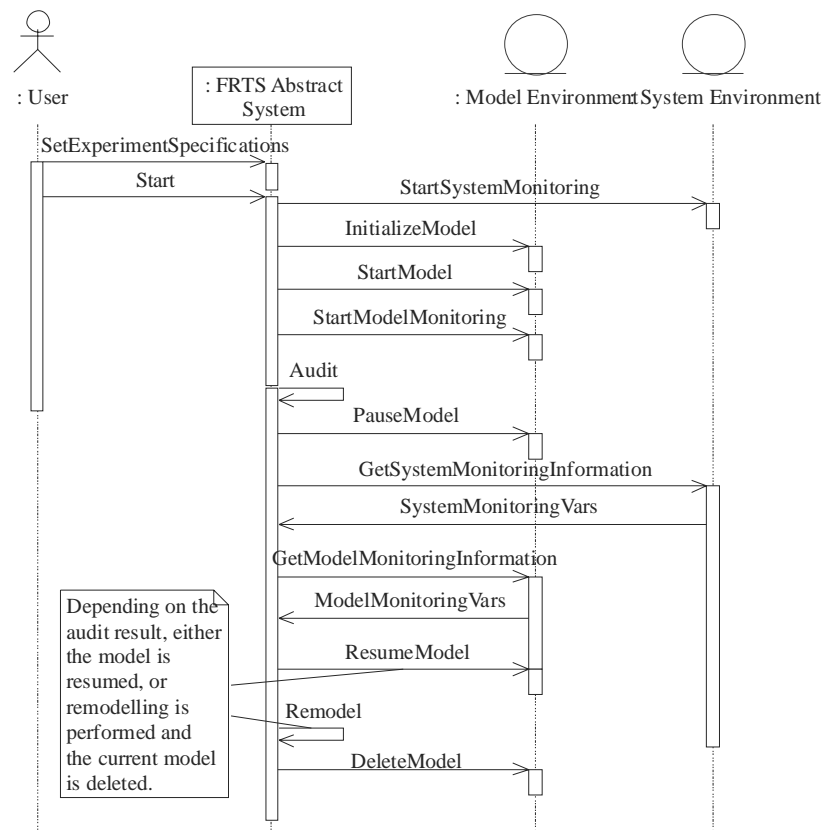 : User
: FRTS Abstract
System
: Model Environment
: System Environment
SetExperimentSpecifications
Start
StartSystemMonitoring
InitializeModel
StartModel
StartModelMonitoring
Audit
PauseModel
GetSystemMonitoringInformation
SystemMonitoringVars
GetModelMonitoringInformation
ModelMonitoringVars
Depending on the
audit result, either
the model is
resumed, or
remodelling is
performed and
the current model
is deleted.
ResumeModel
Remodel
DeleteModel